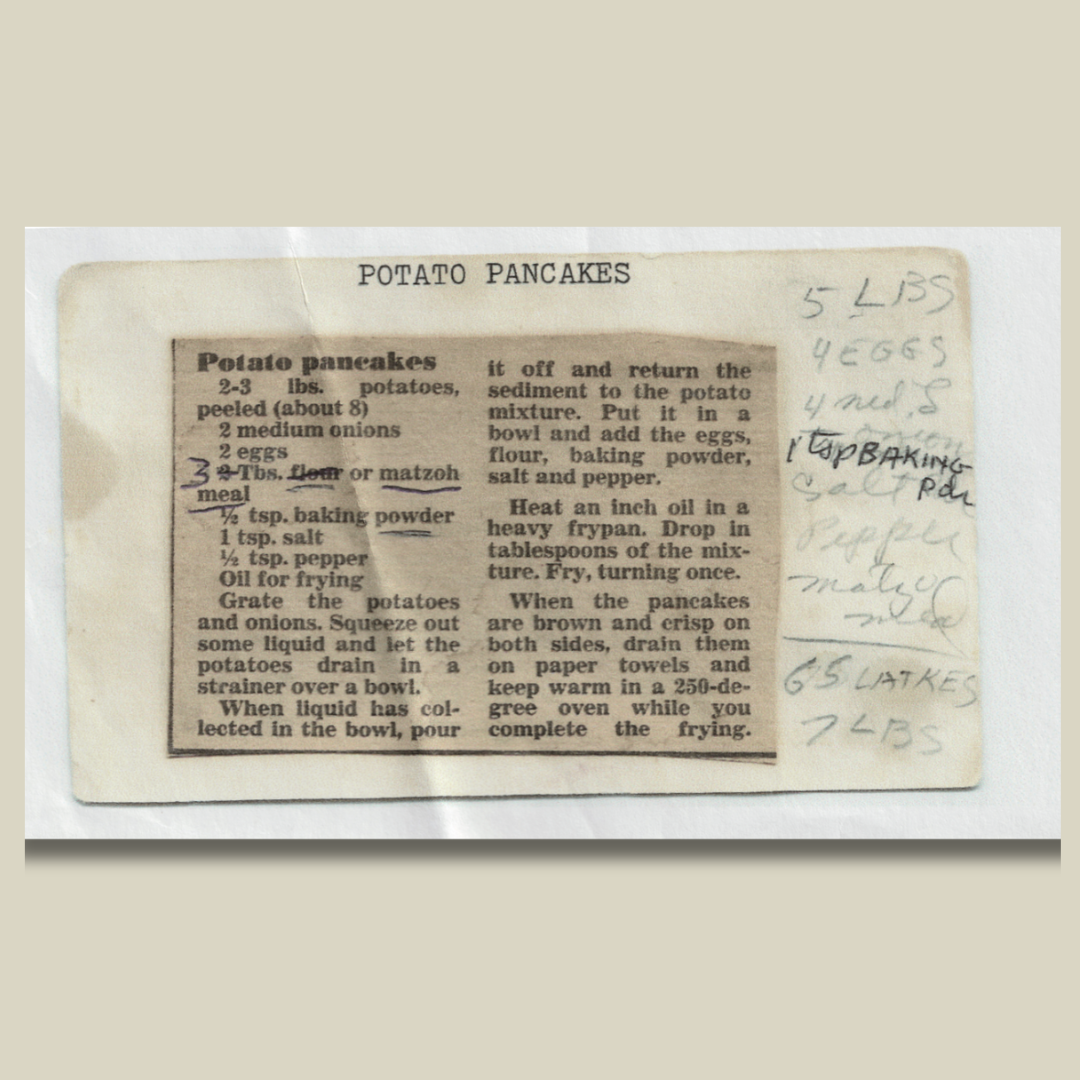 POTATO PANCAKES
Potato pancakes
2-3 lbs. potatoes,
peeled (about 8)
2 medium onions
2 eggs
3 2 Tbs. flour or matzoh
meal
½ tsp. baking powder
1 tsp. salt
½ tsp. pepper
Oil for frying
Grate the potatoes
and onions. Squeeze out
some liquid and let the
potatoes drain in a
strainer over a bowl.
When liquid has col-
lected in the bowl, pour
it off and return the
sediment to the potato
mixture. Put it in a
bowl and add the eggs,
flour, baking powder,
salt and pepper.
Heat an inch oil in a
heavy frypan. Drop in
tablespoons of the mix-
ture. Fry, turning once.
When the pancakes
are brown and crisp on
both sides, drain them
on paper towels and
keep warm in a 250-de-
gree oven while you
complete the frying.
5 LBS
4 EGGS
4 med.
onion
1 tsp BAKING
Salt Pdr
Pepper
matzo
meal
65 LATKES
7 LBS